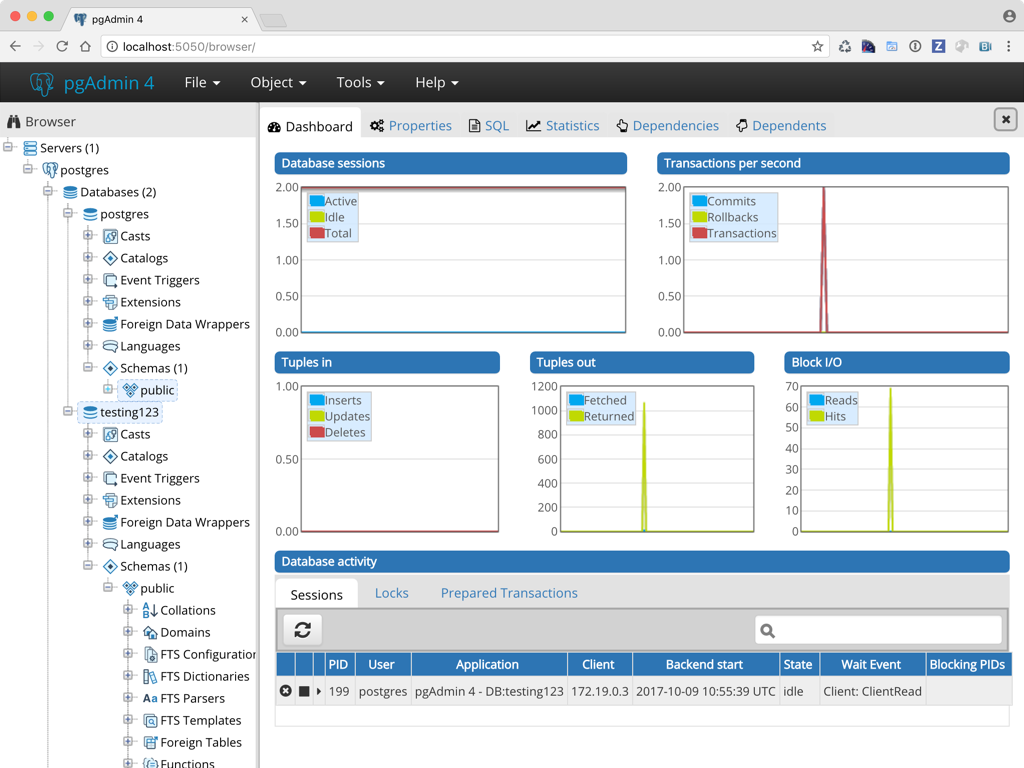 pgAdmin 4
localhost:5050/browser/
pgAdmin 4 File Object Tools Help
Browser
Servers (1)
postgres
Databases (2)
postgres
Casts
Catalogs
Event Triggers
Extensions
Foreign Data Wrappers
Languages
Schemas (1)
public
testing123
Casts
Catalogs
Event Triggers
Extensions
Foreign Data Wrappers
Languages
Schemas (1)
public
Collations
Domains
FTS Configuration
FTS Dictionaries
Aa FTS Parsers
FTS Templates
Foreign Tables
Functions
Dashboard Properties SQL Statistics Dependencies Dependents
Database sessions
2.00
1.50
1.00
0.50
0.00
Active
Idle
Total
Transactions per second
2.00
1.50
1.00
0.50
0.00
Commits
Rollbacks
Transactions
Tuples in
1.00
0.50
0.00
Inserts
Updates
Deletes
Tuples out
1200
1000
800
600
400
200
0
Fetched
Returned
Block I/O
70
60
50
40
30
20
10
0
Reads
Hits
Database activity
Sessions Locks Prepared Transactions
PID User Application Client Backend start State Wait Event Blocking PIDs
199 postgres pgAdmin 4 - DB:testing123 172.19.0.3 2017-10-09 10:55:39 UTC idle Client: ClientRead